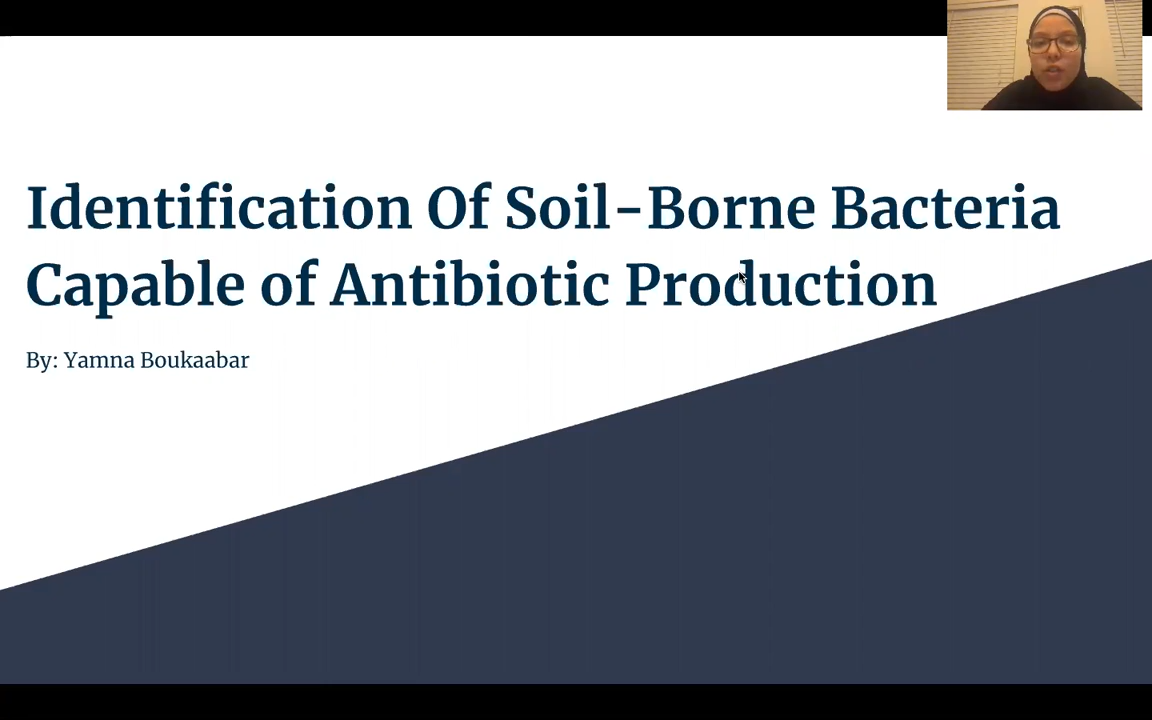 Identification Of Soil-Borne Bacteria
Capable of Antibiotic Production
By: Yamna Boukaabar